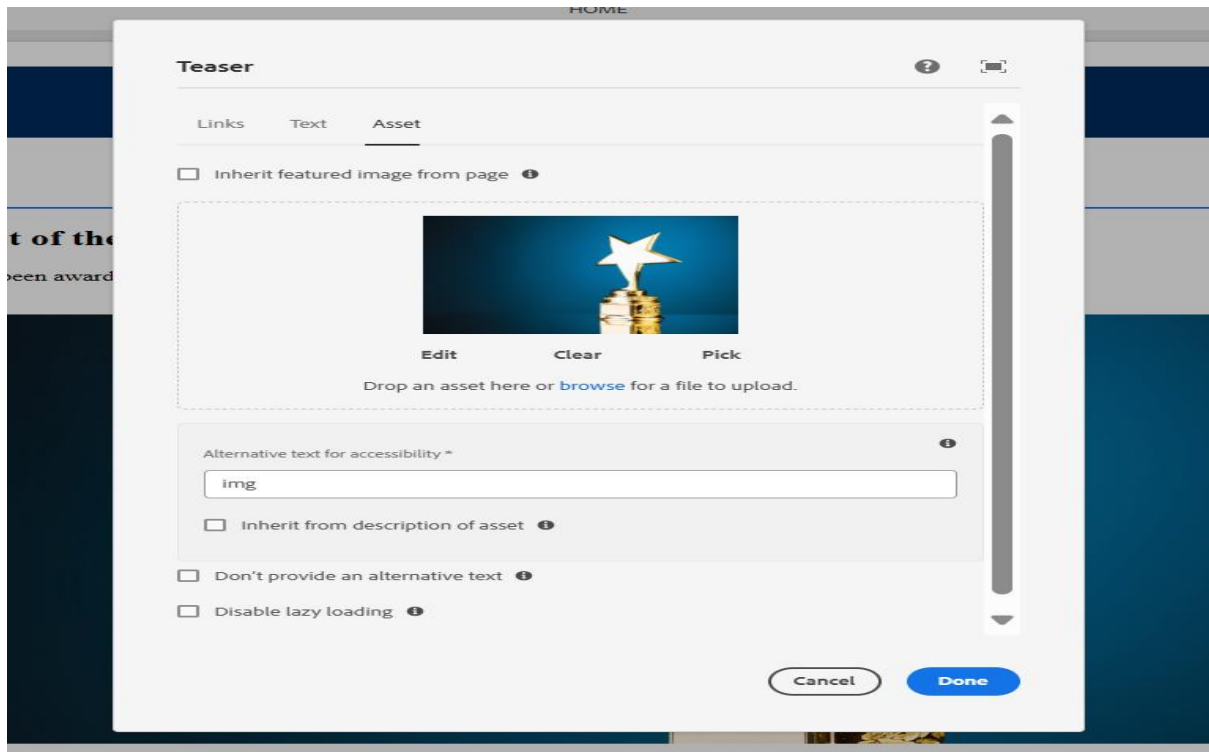 HOME
Teaser
Links Text Asset
Inherit featured image from page
t of the
been award
Edit Clear Pick
Drop an asset here or browse for a file to upload.
Alternative text for accessibility *
img
Inherit from description of asset
Don't provide an alternative text
Disable lazy loading
Cancel Done